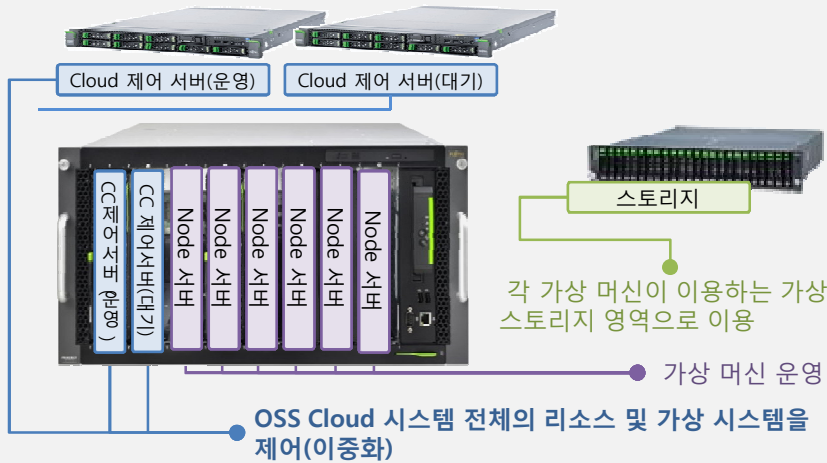 Cloud 제어 서버(운영)
Cloud 제어 서버(대기)
CC제어서버(운영)
CC 제어서버(대기)
Node 서버
Node 서버
Node 서버
Node 서버
Node 서버
Node 서버
스토리지
각 가상 머신이 이용하는 가상
스토리지 영역으로 이용
가상 머신 운영
OSS Cloud 시스템 전체의 리소스 및 가상 시스템을
제어(이중화)